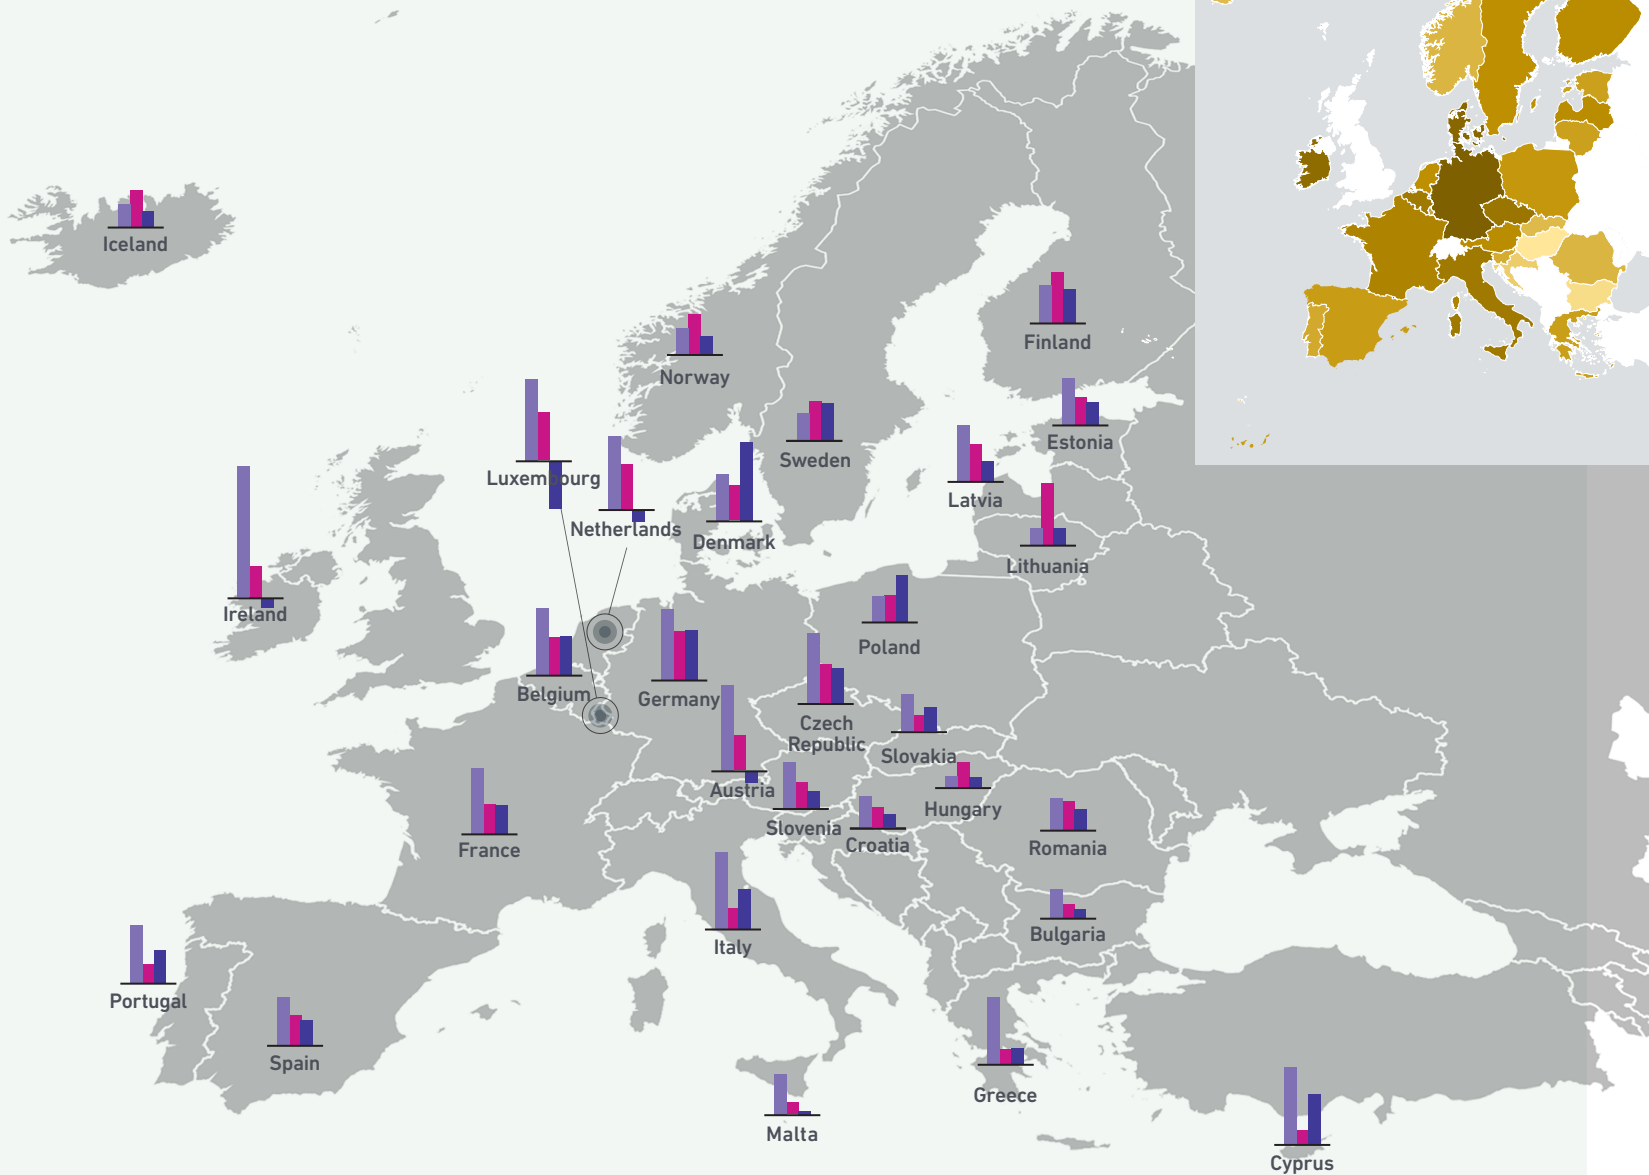 Iceland
Finland
Norway
Estonia
Sweden
Luxembourg
Latvia
Netherlands
Denmark
Lithuania
Ireland
Poland
Belgium
Germany
Czech
Republic
Slovakia
Austria
Hungary
Slovenia
Croatia
Romania
France
Bulgaria
Italy
Portugal
Spain
Greece
Malta
Cyprus